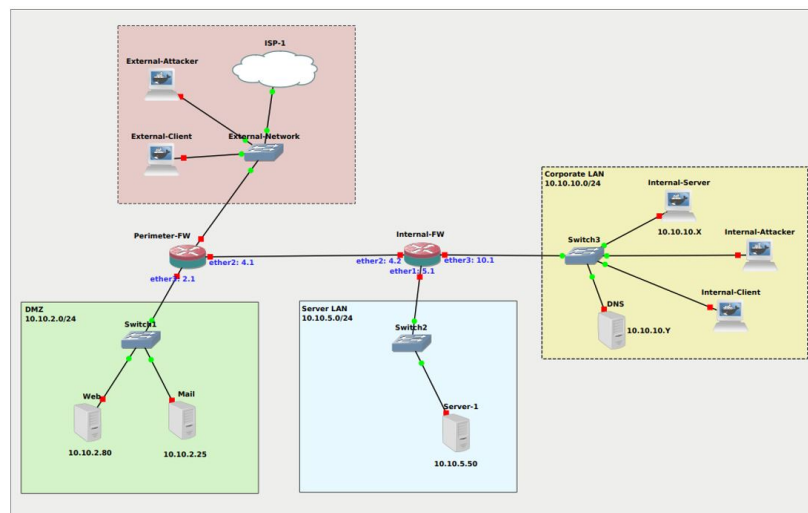 ISP-1
External-Attacker
External-Client
External-Network
Corporate LAN
10.10.10.0/24
Internal-Server
10.10.10.X
Internal-Attacker
Switch3
Internal-Client
DNS
10.10.10.Y
Perimeter-FW
ether2: 4.1
Internal-FW
ether2: 4.2
ether3: 10.1
ether1: 5.1
2.1
DMZ
10.10.2.0/24
Switch1
Web
Mail
10.10.2.80
10.10.2.25
Server LAN
10.10.5.0/24
Switch2
Server-1
10.10.5.50